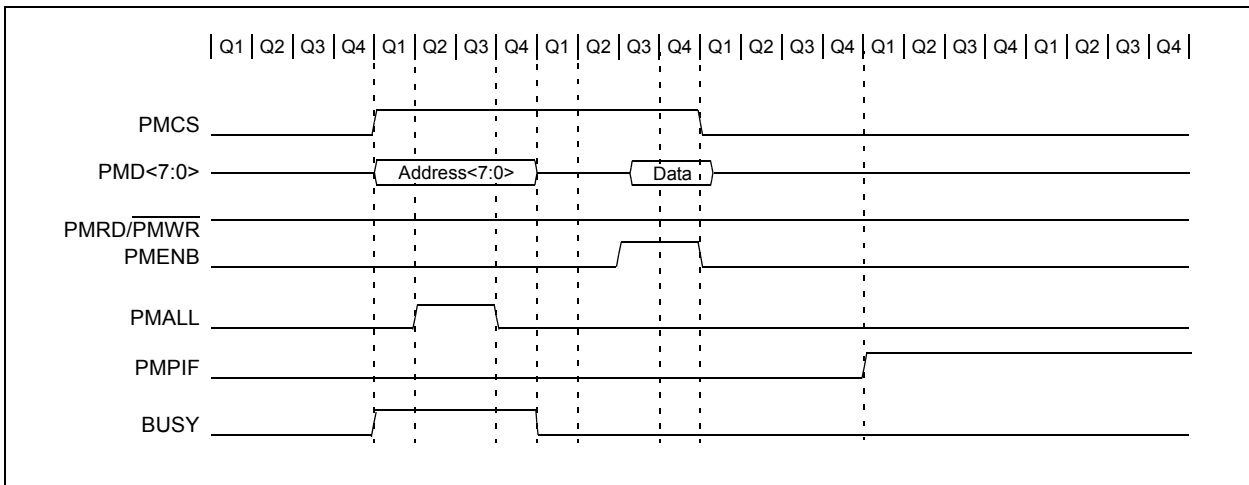 Q1 Q2 Q3 Q4 Q1 Q2 Q3 Q4 Q1 Q2 Q3 Q4 Q1 Q2 Q3 Q4 Q1 Q2 Q3 Q4 Q1 Q2 Q3 Q4
PMCS
PMD<7:0> Address<7:0> Data
PMRD/PMWR
PMENB
PMALL
PMPIF
BUSY